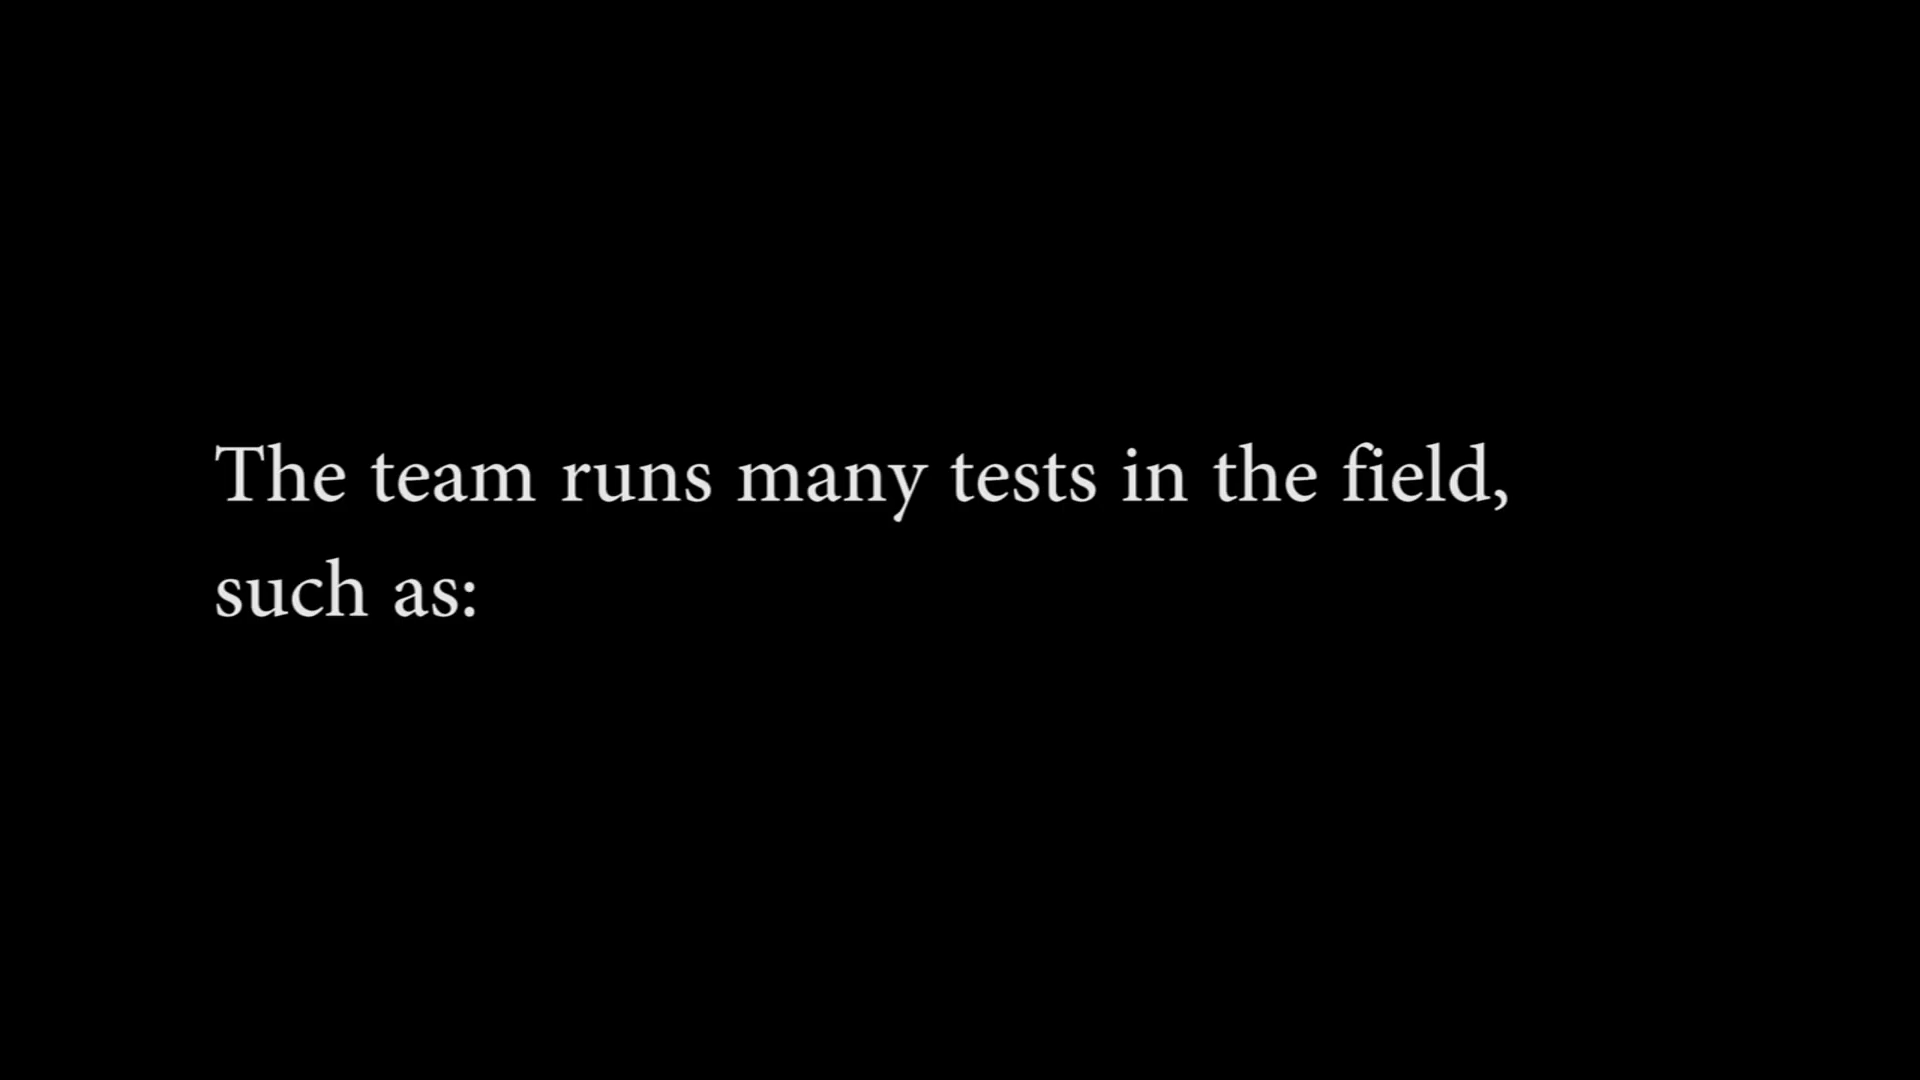 The team runs many tests in the field,
such as: